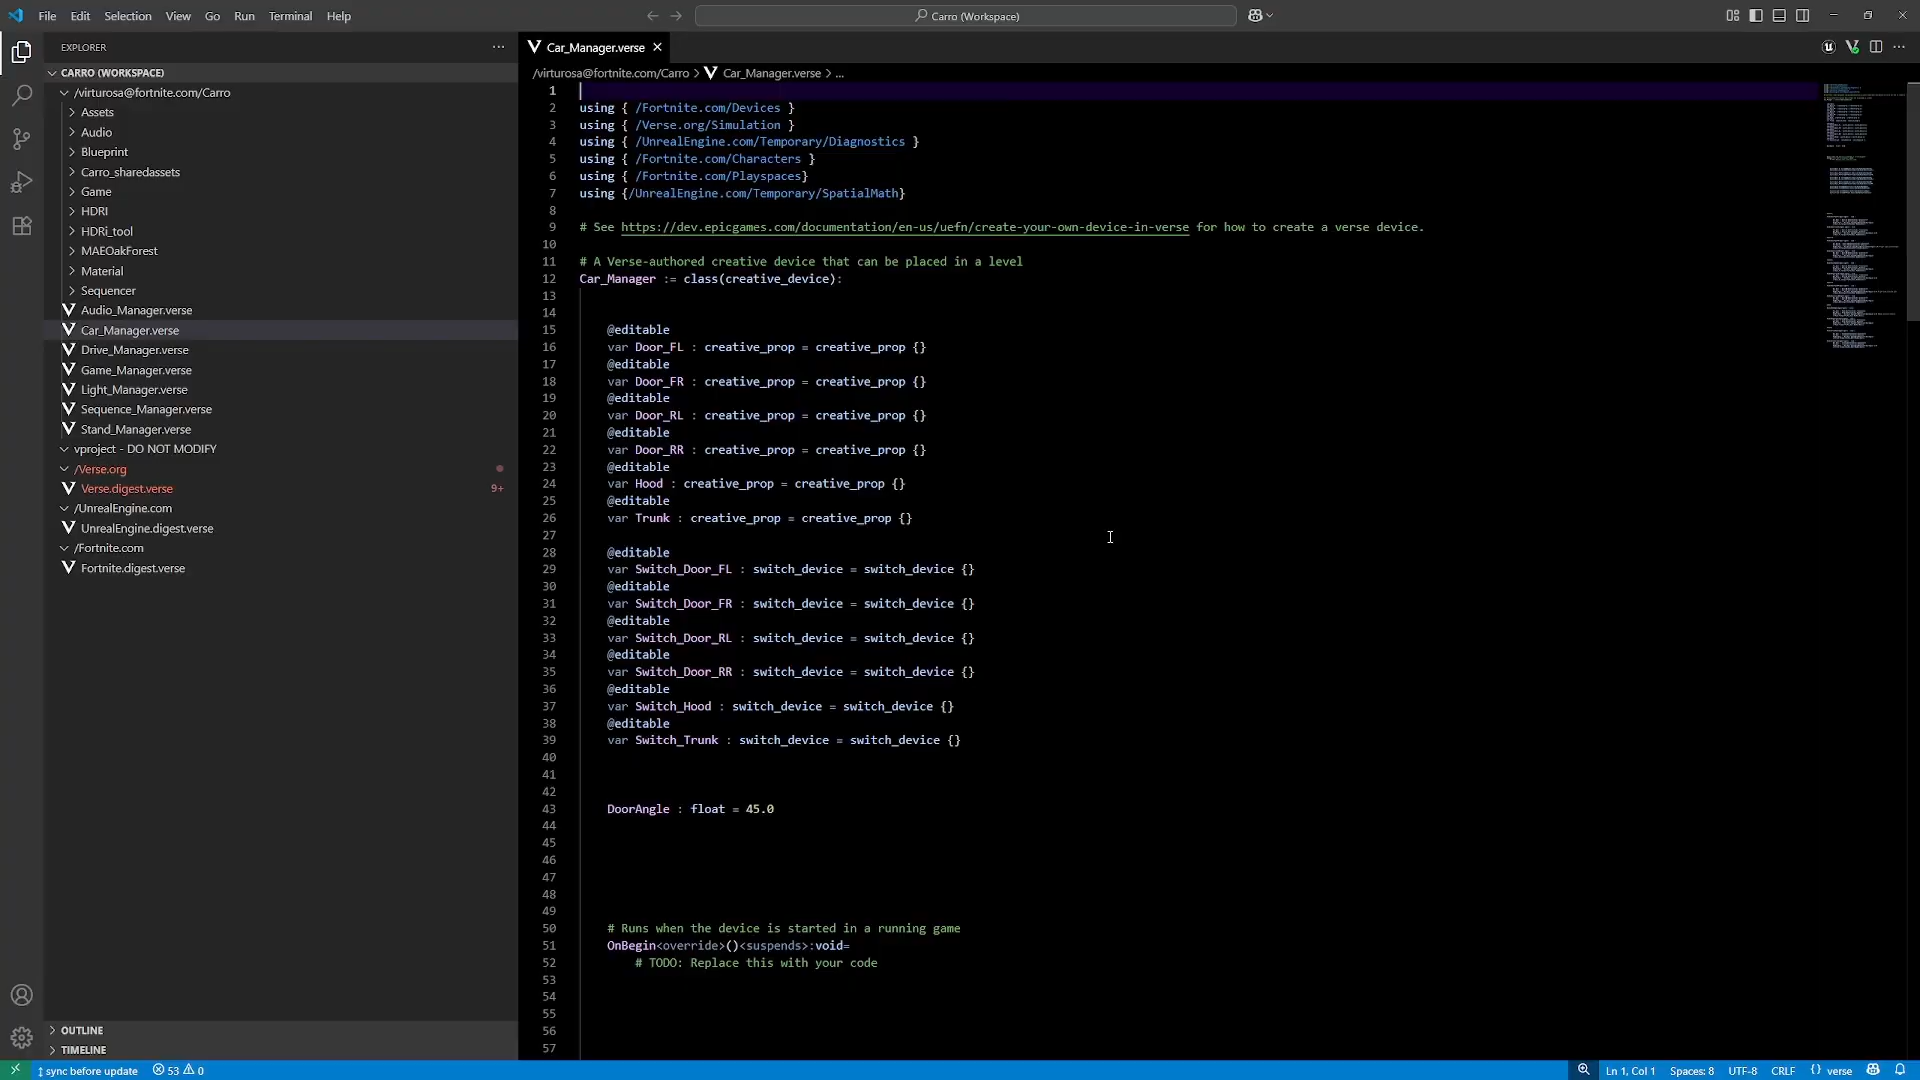 File Edit Selection View Go Run Terminal Help
Carro (Workspace)
EXPLORER
CARRO (WORKSPACE)
/virturosa@fortnite.com/Carro
Assets
Audio
Blueprint
Carro_sharedassets
Game
HDRI
HDRi_tool
MAEOakForest
Material
Sequencer
Audio_Manager.verse
Car_Manager.verse
Drive_Manager.verse
Game_Manager.verse
Light_Manager.verse
Sequence_Manager.verse
Stand_Manager.verse
vproject - DO NOT MODIFY
/Verse.org
Verse.digest.verse 9+
/UnrealEngine.com
UnrealEngine.digest.verse
/Fortnite.com
Fortnite.digest.verse
OUTLINE
TIMELINE
Car_Manager.verse
/virturosa@fortnite.com/Carro > Car_Manager.verse > ...
1
2 using { /Fortnite.com/Devices }
3 using { /Verse.org/Simulation }
4 using { /UnrealEngine.com/Temporary/Diagnostics }
5 using { /Fortnite.com/Characters }
6 using { /Fortnite.com/Playspaces}
7 using {/UnrealEngine.com/Temporary/SpatialMath}
8
9 # See https://dev.epicgames.com/documentation/en-us/uefn/create-your-own-device-in-verse for how to create a verse device.
10
11 # A Verse-authored creative device that can be placed in a level
12 Car_Manager := class(creative_device):
13
14
15 @editable
16 var Door_FL : creative_prop = creative_prop {}
17 @editable
18 var Door_FR : creative_prop = creative_prop {}
19 @editable
20 var Door_RL : creative_prop = creative_prop {}
21 @editable
22 var Door_RR : creative_prop = creative_prop {}
23 @editable
24 var Hood : creative_prop = creative_prop {}
25 @editable
26 var Trunk : creative_prop = creative_prop {}
27
28 @editable
29 var Switch_Door_FL : switch_device = switch_device {}
30 @editable
31 var Switch_Door_FR : switch_device = switch_device {}
32 @editable
33 var Switch_Door_RL : switch_device = switch_device {}
34 @editable
35 var Switch_Door_RR : switch_device = switch_device {}
36 @editable
37 var Switch_Hood : switch_device = switch_device {}
38 @editable
39 var Switch_Trunk : switch_device = switch_device {}
40
41
42
43 DoorAngle : float = 45.0
44
45
46
47
48
49
50 # Runs when the device is started in a running game
51 OnBegin<override>()<suspends>:void=
52 # TODO: Replace this with your code
53
54
55
56
57
sync before update 53 0
Ln 1, Col 1 Spaces: 8 UTF-8 CRLF {} verse